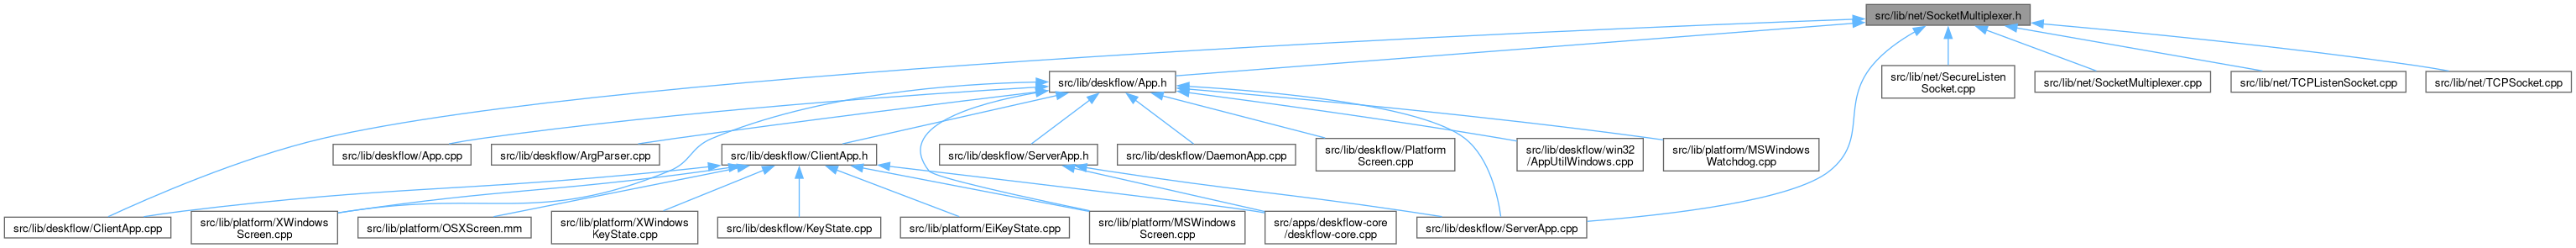 src/lib/net/SocketMultiplexer.h
src/lib/deskflow/App.h
src/lib/net/SecureListen
Socket.cpp
src/lib/net/SocketMultiplexer.cpp
src/lib/net/TCPListenSocket.cpp
src/lib/net/TCPSocket.cpp
src/lib/deskflow/App.cpp
src/lib/deskflow/ArgParser.cpp
src/lib/deskflow/ClientApp.h
src/lib/deskflow/ServerApp.h
src/lib/deskflow/DaemonApp.cpp
src/lib/deskflow/Platform
Screen.cpp
src/lib/deskflow/win32
/AppUtilWindows.cpp
src/lib/platform/MSWindows
Watchdog.cpp
src/lib/deskflow/ClientApp.cpp
src/lib/platform/XWindows
Screen.cpp
src/lib/platform/OSXScreen.mm
src/lib/platform/XWindows
KeyState.cpp
src/lib/deskflow/KeyState.cpp
src/lib/platform/EiKeyState.cpp
src/lib/platform/MSWindows
Screen.cpp
src/apps/deskflow-core
/deskflow-core.cpp
src/lib/deskflow/ServerApp.cpp